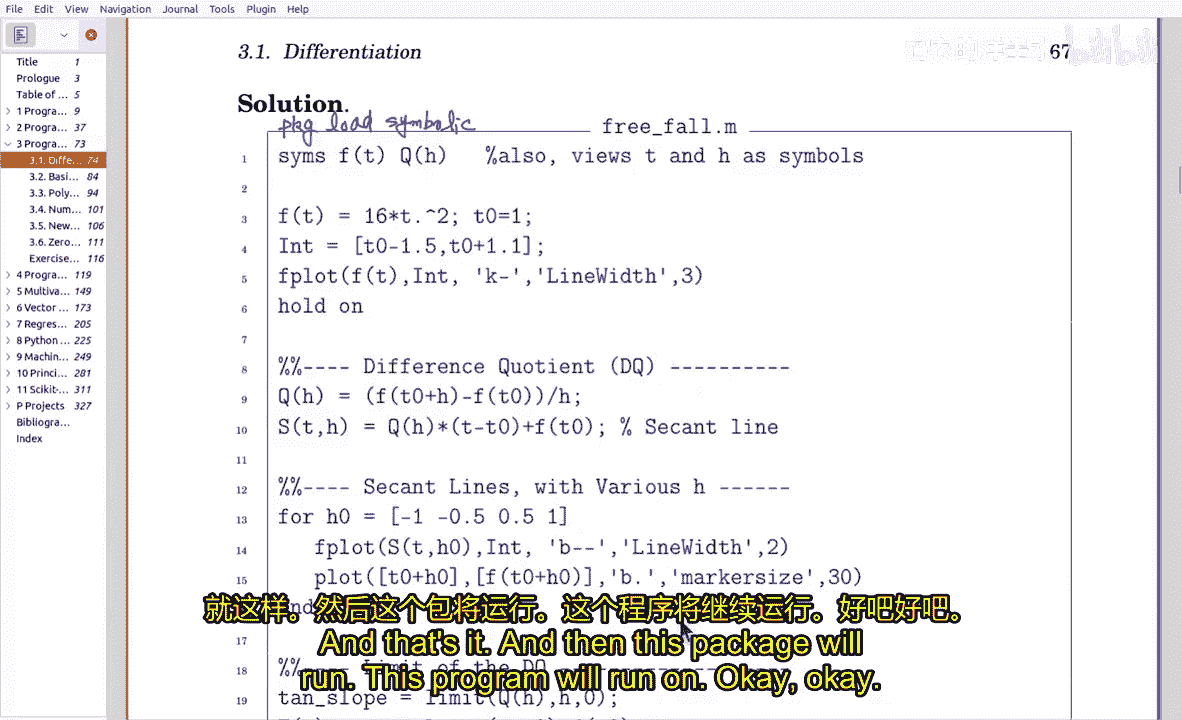 File Edit View Navigation Journal Tools Plugin Help
Title 1
Prologue 3
Table of ... 5
1 Progra... 9
2 Progra... 37
3 Progra... 73
3.1. Diffe... 74
3.2. Basi... 84
3.3. Poly... 94
3.4. Num... 101
3.5. New... 106
3.6. Zero... 111
Exercise... 116
4 Progra... 119
5 Multiva... 149
6 Vector ... 173
7 Regres... 205
8 Python ... 225
9 Machin... 249
10 Princi... 281
11 Scikit-... 311
P Projects 327
Bibliogra...
Index
3.1. Differentiation 67
Solution.
pkg load symbolic
free_fall.m
1 syms f(t) Q(h) %also, views t and h as symbols
2
3 f(t) = 16*t.^2; t0=1;
4 Int = [t0-1.5,t0+1.1];
5 fplot(f(t),Int, 'k-','LineWidth',3)
6 hold on
7
8 %%---- Difference Quotient (DQ) ----------
9 Q(h) = (f(t0+h)-f(t0))/h;
10 S(t,h) = Q(h)*(t-t0)+f(t0); % Secant line
11
12 %%---- Secant Lines, with Various h ------
13 for h0 = [-1 -0.5 0.5 1]
14 fplot(S(t,h0),Int, 'b--','LineWidth',2)
15 plot([t0+h0],[f(t0+h0)],'b.','markersize',30)
就这样。然后这个包将运行。这个程序将继续运行。好吧好吧。
And that's it. And then this package will
run. This program will run on. Okay, okay.
17
18 %%---- Limit of the DQ
19 tan_slope = limit(Q(h),h,0);